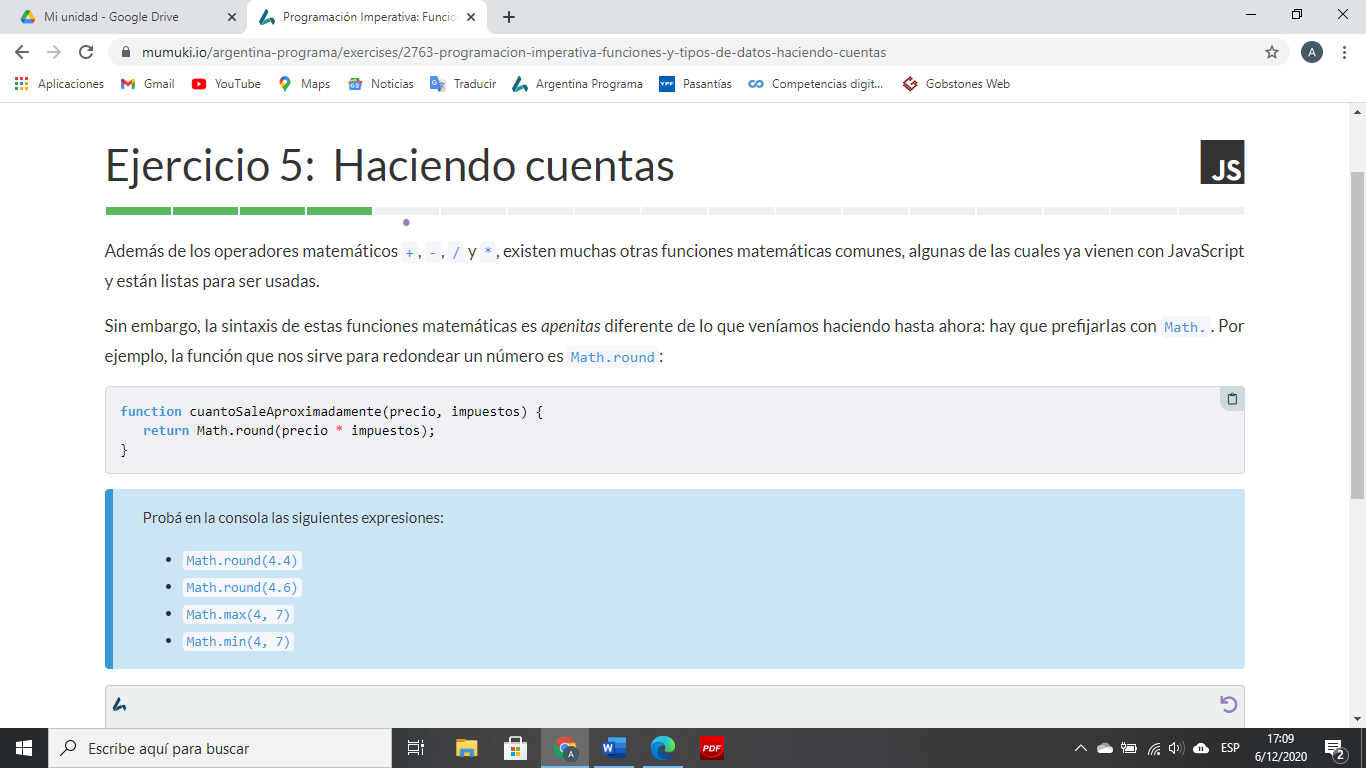 Mi unidad - Google Drive
Programación Imperativa: Funcio
mumuki.io/argentina-programa/exercises/2763-programacion-imperativa-funciones-y-tipos-de-datos-haciendo-cuentas
A
Aplicaciones
Gmail
YouTube
Maps
Noticias
Traducir
Argentina Programa
YPF
Pasantías
Competencias digit...
Gobstones Web
Ejercicio 5: Haciendo cuentas
JS
Además de los operadores matemáticos +, -, / y *, existen muchas otras funciones matemáticas comunes, algunas de las cuales ya vienen con JavaScript
y están listas para ser usadas.
Sin embargo, la sintaxis de estas funciones matemáticas es apenitas diferente de lo que veníamos haciendo hasta ahora: hay que prefijarlas con Math.. Por
ejemplo, la función que nos sirve para redondear un número es Math.round:
function cuantoSaleAproximadamente(precio, impuestos) {
return Math.round(precio * impuestos);
}
Probá en la consola las siguientes expresiones:
• Math.round(4.4)
• Math.round(4.6)
• Math.max(4, 7)
• Math.min(4, 7)
Escribe aquí para buscar
A
W
PDF
ESP
17:09
6/12/2020
2